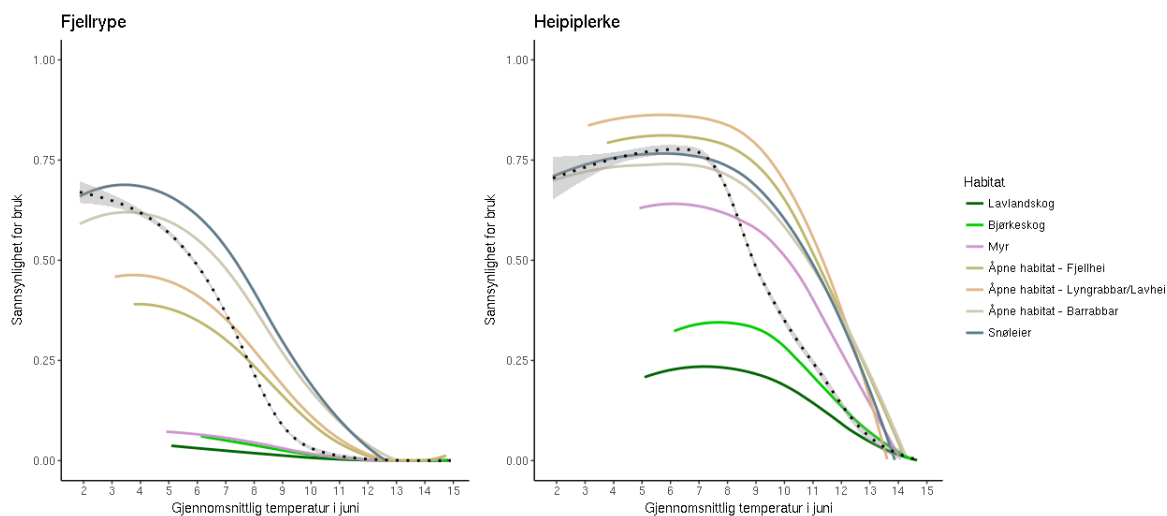 Fjellrype
Sannsynlighet for bruk
1.00
0.75
0.50
0.25
0.00
2 3 4 5 6 7 8 9 10 11 12 13 14 15
Gjennomsnittlig temperatur i juni
Heipiplerke
Sannsynlighet for bruk
1.00
0.75
0.50
0.25
0.00
2 3 4 5 6 7 8 9 10 11 12 13 14 15
Gjennomsnittlig temperatur i juni
Habitat
Lavlandskog
Bjørkeskog
Myr
Åpne habitat - Fjellhei
Åpne habitat - Lyngrabbar/Lavhei
Åpne habitat - Barrabbar
Snøleier